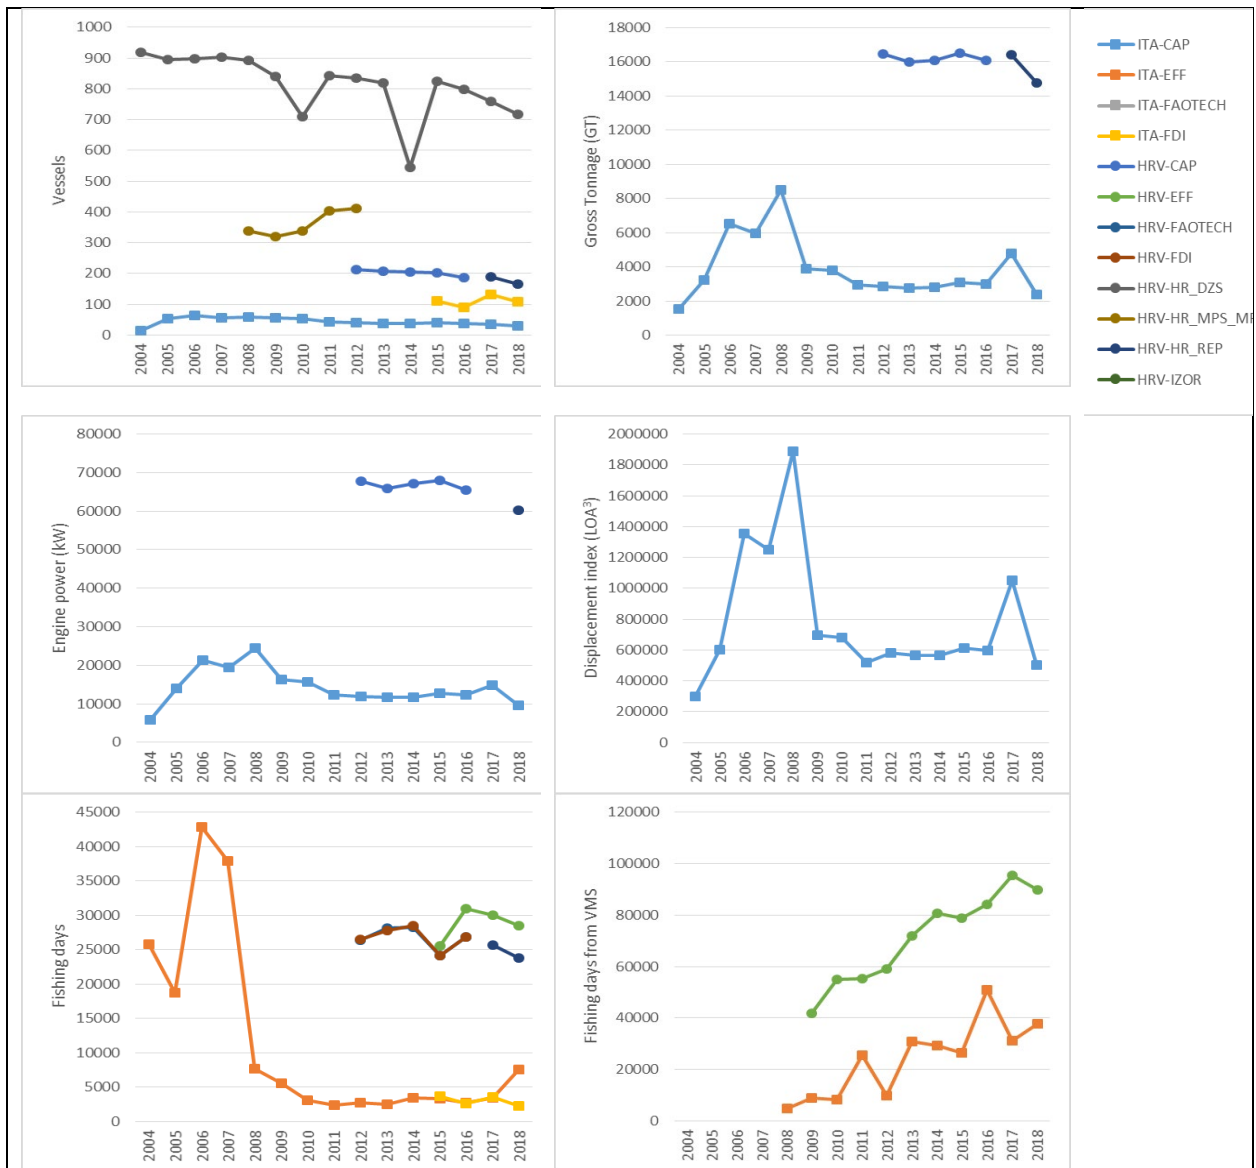 1000
900
800
700
600
500
400
300
200
100
0
Vessels
2004 2005 2006 2007 2008 2009 2010 2011 2012 2013 2014 2015 2016 2017 2018
18000
16000
14000
12000
10000
8000
6000
4000
2000
0
Gross Tonnage (GT)
2004 2005 2006 2007 2008 2009 2010 2011 2012 2013 2014 2015 2016 2017 2018
ITA-CAP
ITA-EFF
ITA-FAOTECH
ITA-FDI
HRV-CAP
HRV-EFF
HRV-FAOTECH
HRV-FDI
HRV-HR_DZS
HRV-HR_MPS_MF
HRV-HR_REP
HRV-IZOR
80000
70000
60000
50000
40000
30000
20000
10000
0
Engine power (kW)
2004 2005 2006 2007 2008 2009 2010 2011 2012 2013 2014 2015 2016 2017 2018
2000000
1800000
1600000
1400000
1200000
1000000
800000
600000
400000
200000
0
Displacement index (LOA³)
2004 2005 2006 2007 2008 2009 2010 2011 2012 2013 2014 2015 2016 2017 2018
45000
40000
35000
30000
25000
20000
15000
10000
5000
0
Fishing days
2004 2005 2006 2007 2008 2009 2010 2011 2012 2013 2014 2015 2016 2017 2018
120000
100000
80000
60000
40000
20000
0
Fishing days from VMS
2004 2005 2006 2007 2008 2009 2010 2011 2012 2013 2014 2015 2016 2017 2018